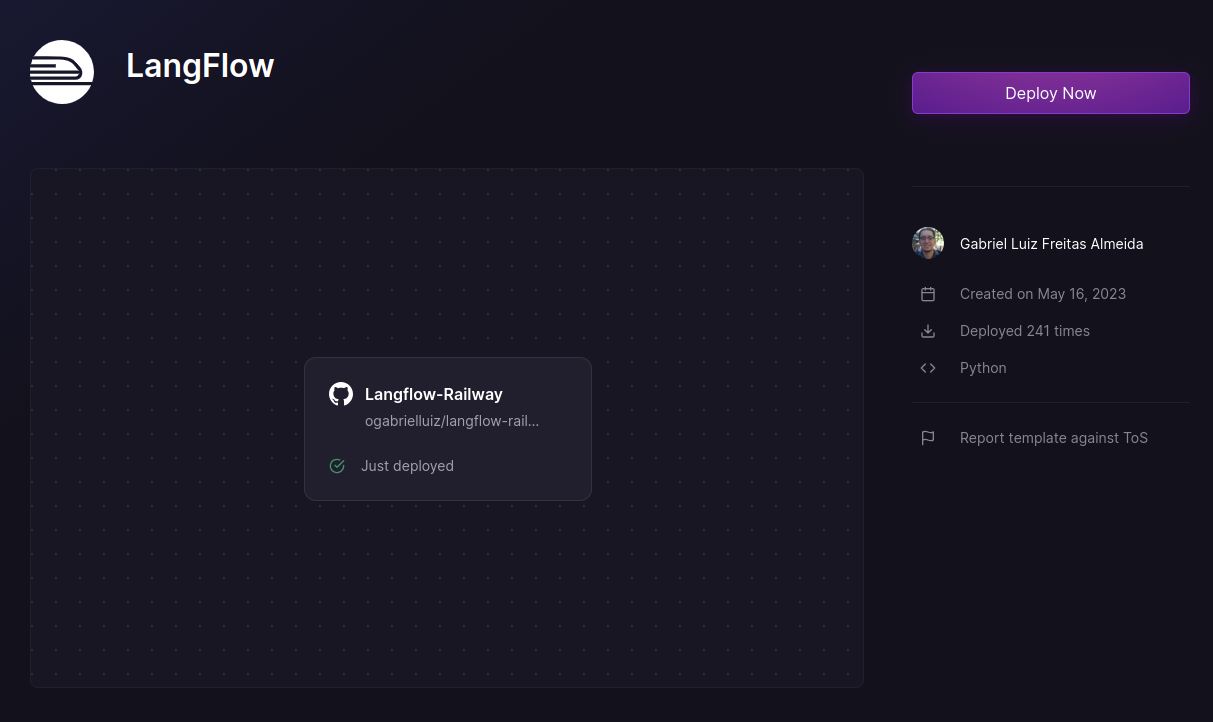 LangFlow
Deploy Now
Langflow-Railway
ogabrielluiz/langflow-rail...
Just deployed
Gabriel Luiz Freitas Almeida
Created on May 16, 2023
Deployed 241 times
Python
Report template against ToS